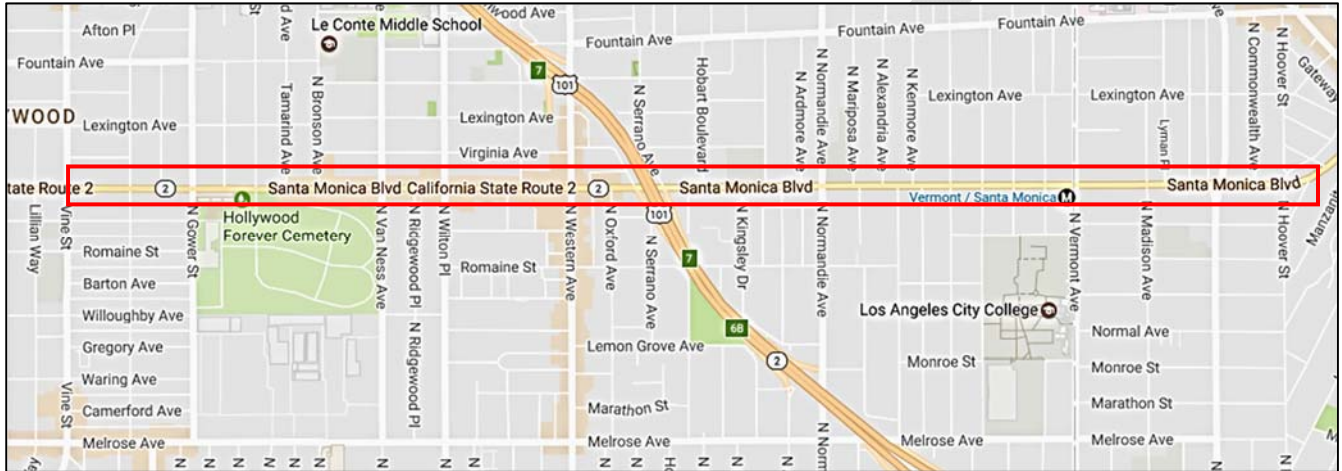 Afton Pl
Le Conte Middle School
wood Ave
Fountain Ave
Fountain Ave
Fountain Ave
Fountain Ave
7
101
Tamarind Ave
N Bronson Ave
N Serrano Ave
Hobart Boulevard
N Ardmore Ave
N Normandie Ave
N Mariposa Ave
N Alexandria Ave
N Kenmore Ave
N Commonwealth Ave
N Hoover St
Gateway
YWOOD
Lexington Ave
Lexington Ave
Lexington Ave
Lexington Ave
Virginia Ave
tate Route 2
2
Santa Monica Blvd
California State Route 2
2
Santa Monica Blvd
Santa Monica Blvd
Vermont / Santa Monica
M
Hollywood
Forever Cemetery
101
Lillian Way
Vine St
N Gower St
N Van Ness Ave
N Ridgewood Pl
N Wilton Pl
N Western Ave
N Oxford Ave
N Serrano Ave
N Kingsley Dr
N Normandie Ave
N Vermont Ave
N Madison Ave
N Hoover St
Romaine St
Romaine St
7
Barton Ave
Willoughby Ave
Los Angeles City College
6B
Gregory Ave
N Ridgewood Pl
Lemon Grove Ave
2
Normal Ave
Monroe St
Monroe St
Waring Ave
Vine St
Camerford Ave
Marathon St
Marathon St
Melrose Ave
Melrose Ave
Melrose Ave
Melrose Ave